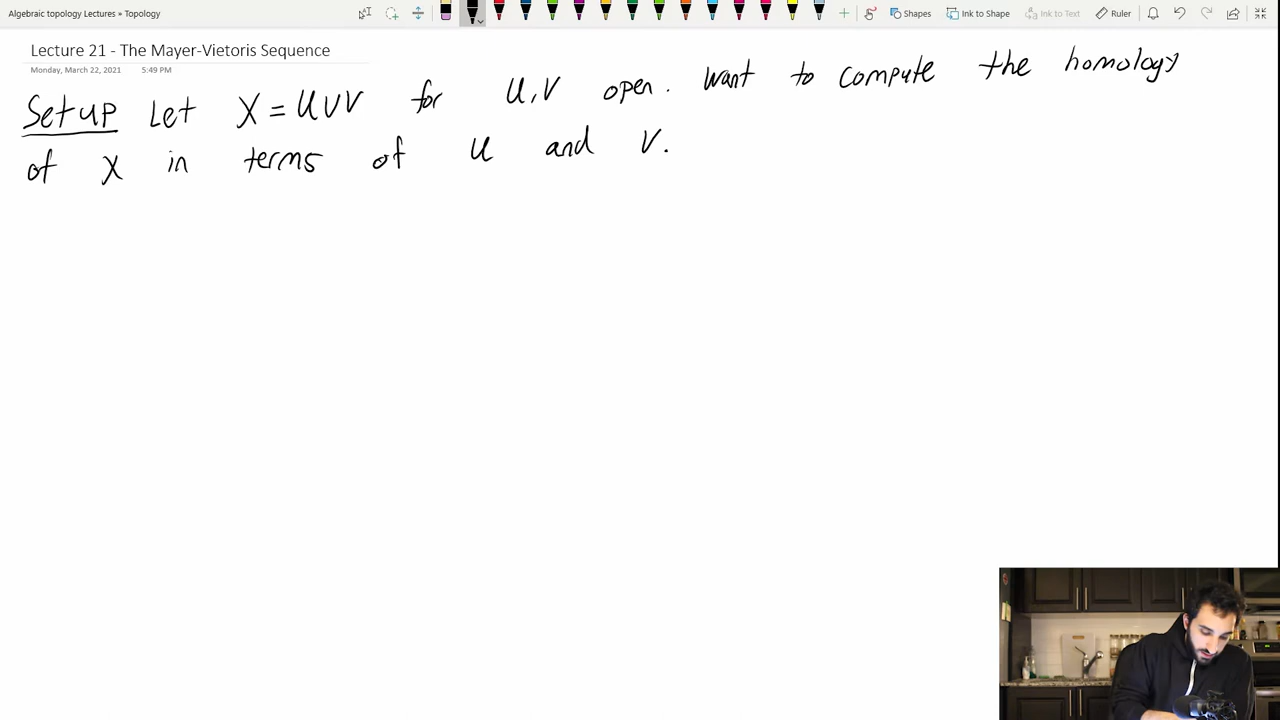 Algebraic topology Lectures » Topology
Shapes Ink to Shape Ink to Text Ruler
Lecture 21 - The Mayer-Vietoris Sequence
Monday, March 22, 2021 5:49 PM
Setup Let X = U∪V for U,V open. Want to compute the homology
of X in terms of U and V.